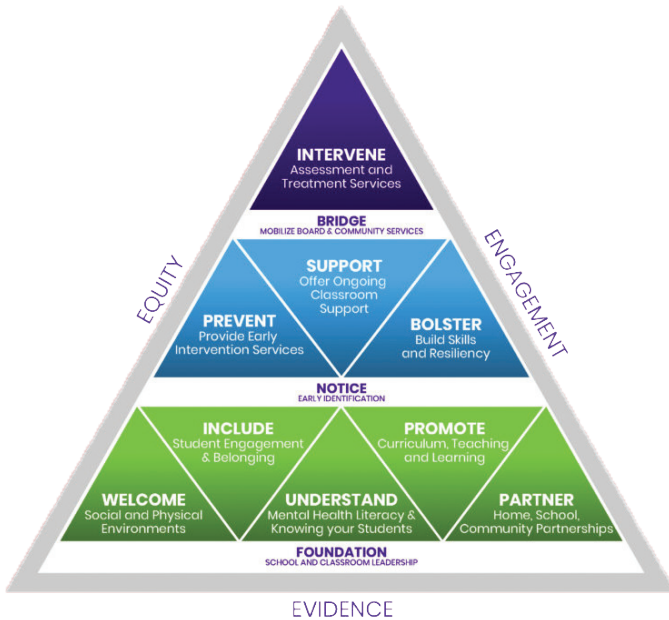 INTERVENE
Assessment and
Treatment Services
BRIDGE
MOBILIZE BOARD & COMMUNITY SERVICES
EQUITY
ENGAGEMENT
SUPPORT
Offer Ongoing
Classroom
Support
PREVENT
Provide Early
Intervention Services
BOLSTER
Build Skills
and Resiliency
NOTICE
EARLY IDENTIFICATION
INCLUDE
Student Engagement
& Belonging
PROMOTE
Curriculum, Teaching
and Learning
WELCOME
Social and Physical
Environments
UNDERSTAND
Mental Health Literacy &
Knowing your Students
PARTNER
Home, School,
Community Partnerships
FOUNDATION
SCHOOL AND CLASSROOM LEADERSHIP
EVIDENCE